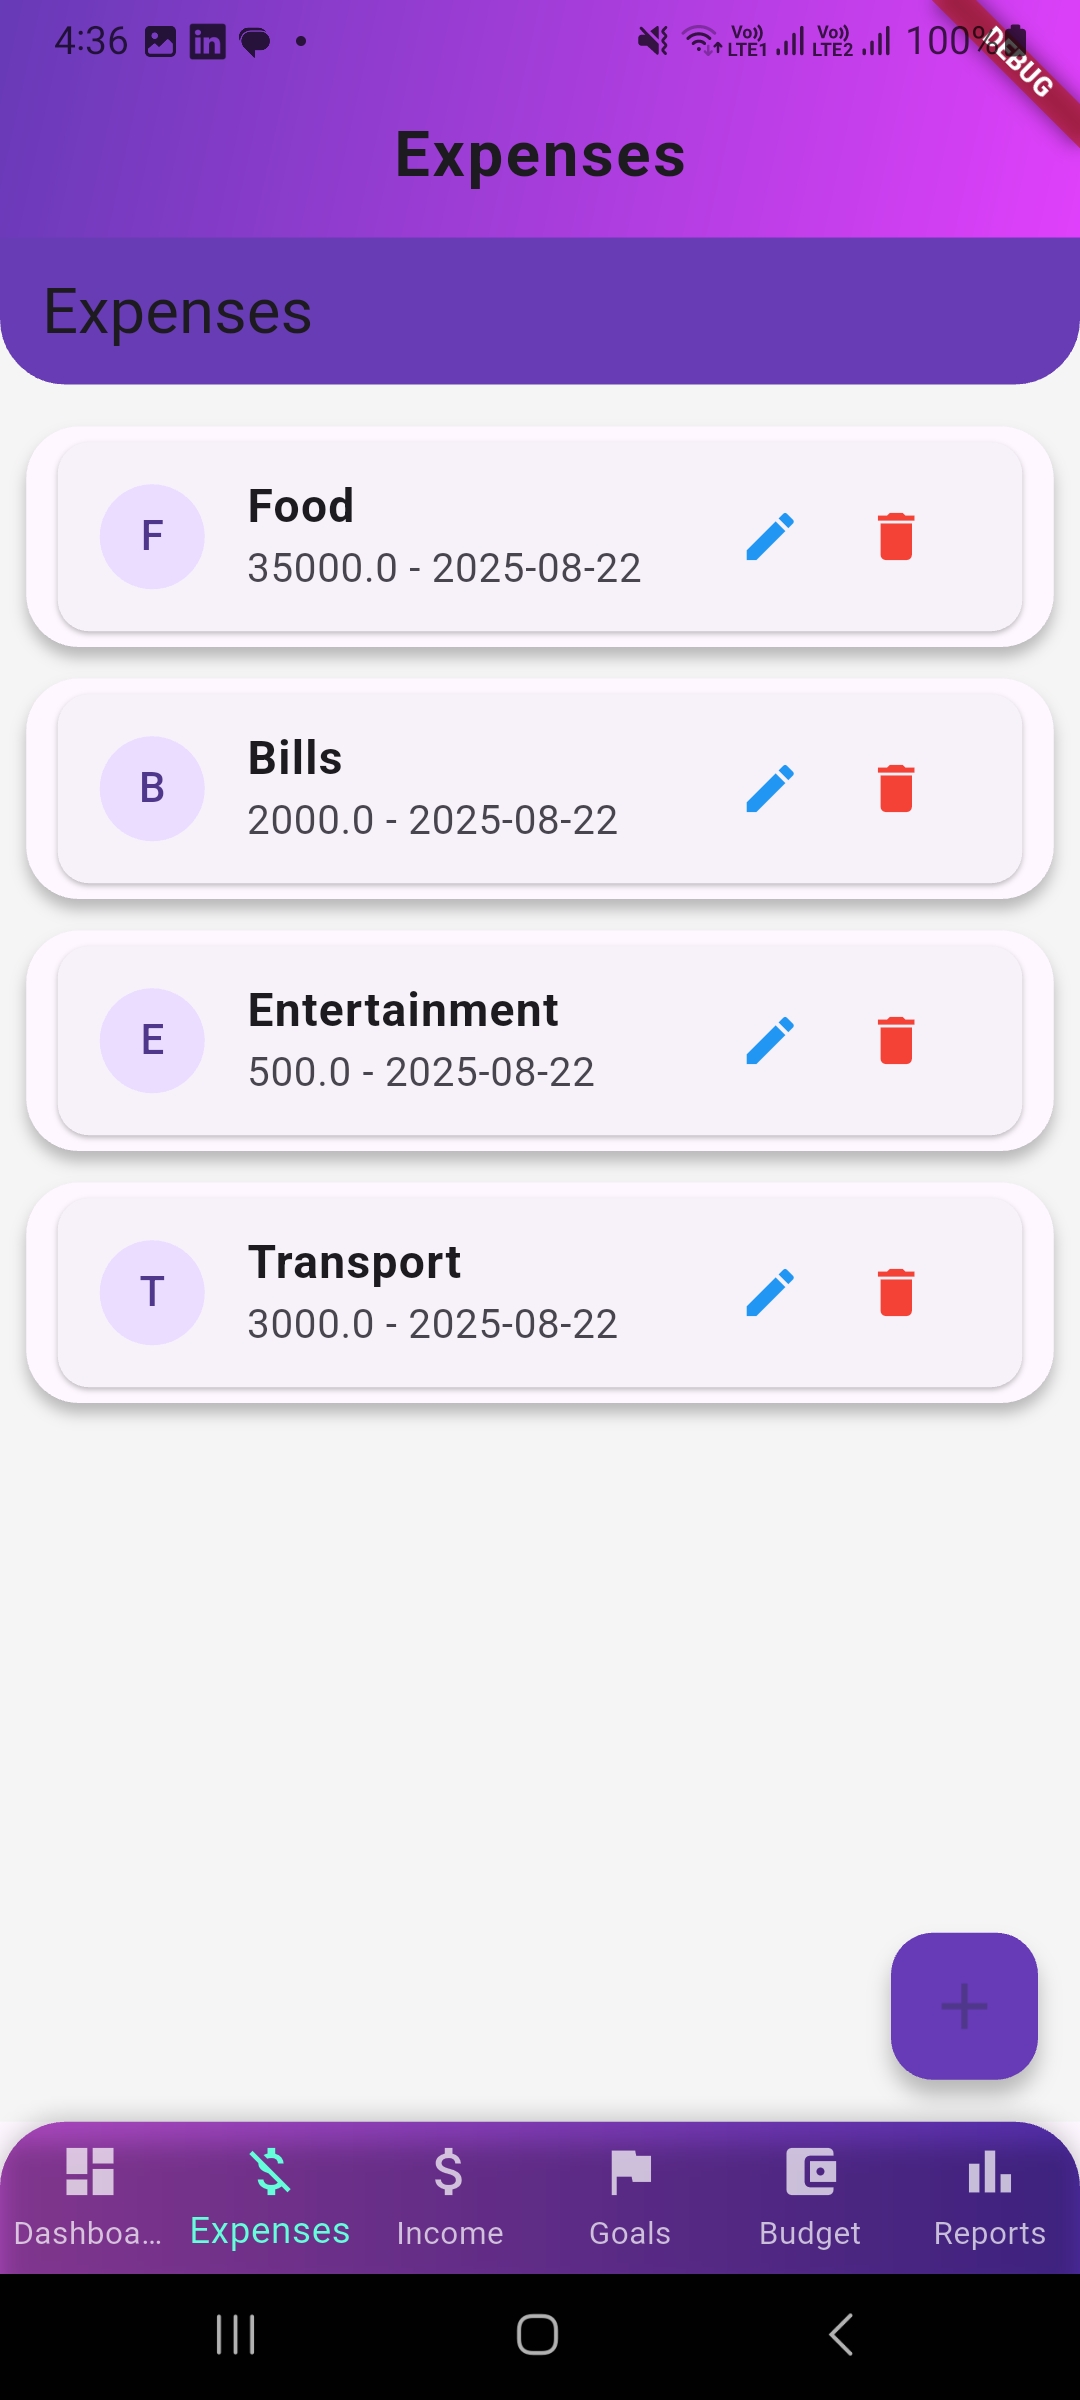 4:36
Vo)) LTE1 Vo)) LTE2 100%
DEBUG
Expenses
Expenses
F
Food
35000.0 - 2025-08-22
B
Bills
2000.0 - 2025-08-22
E
Entertainment
500.0 - 2025-08-22
T
Transport
3000.0 - 2025-08-22
Dashboa... Expenses Income Goals Budget Reports